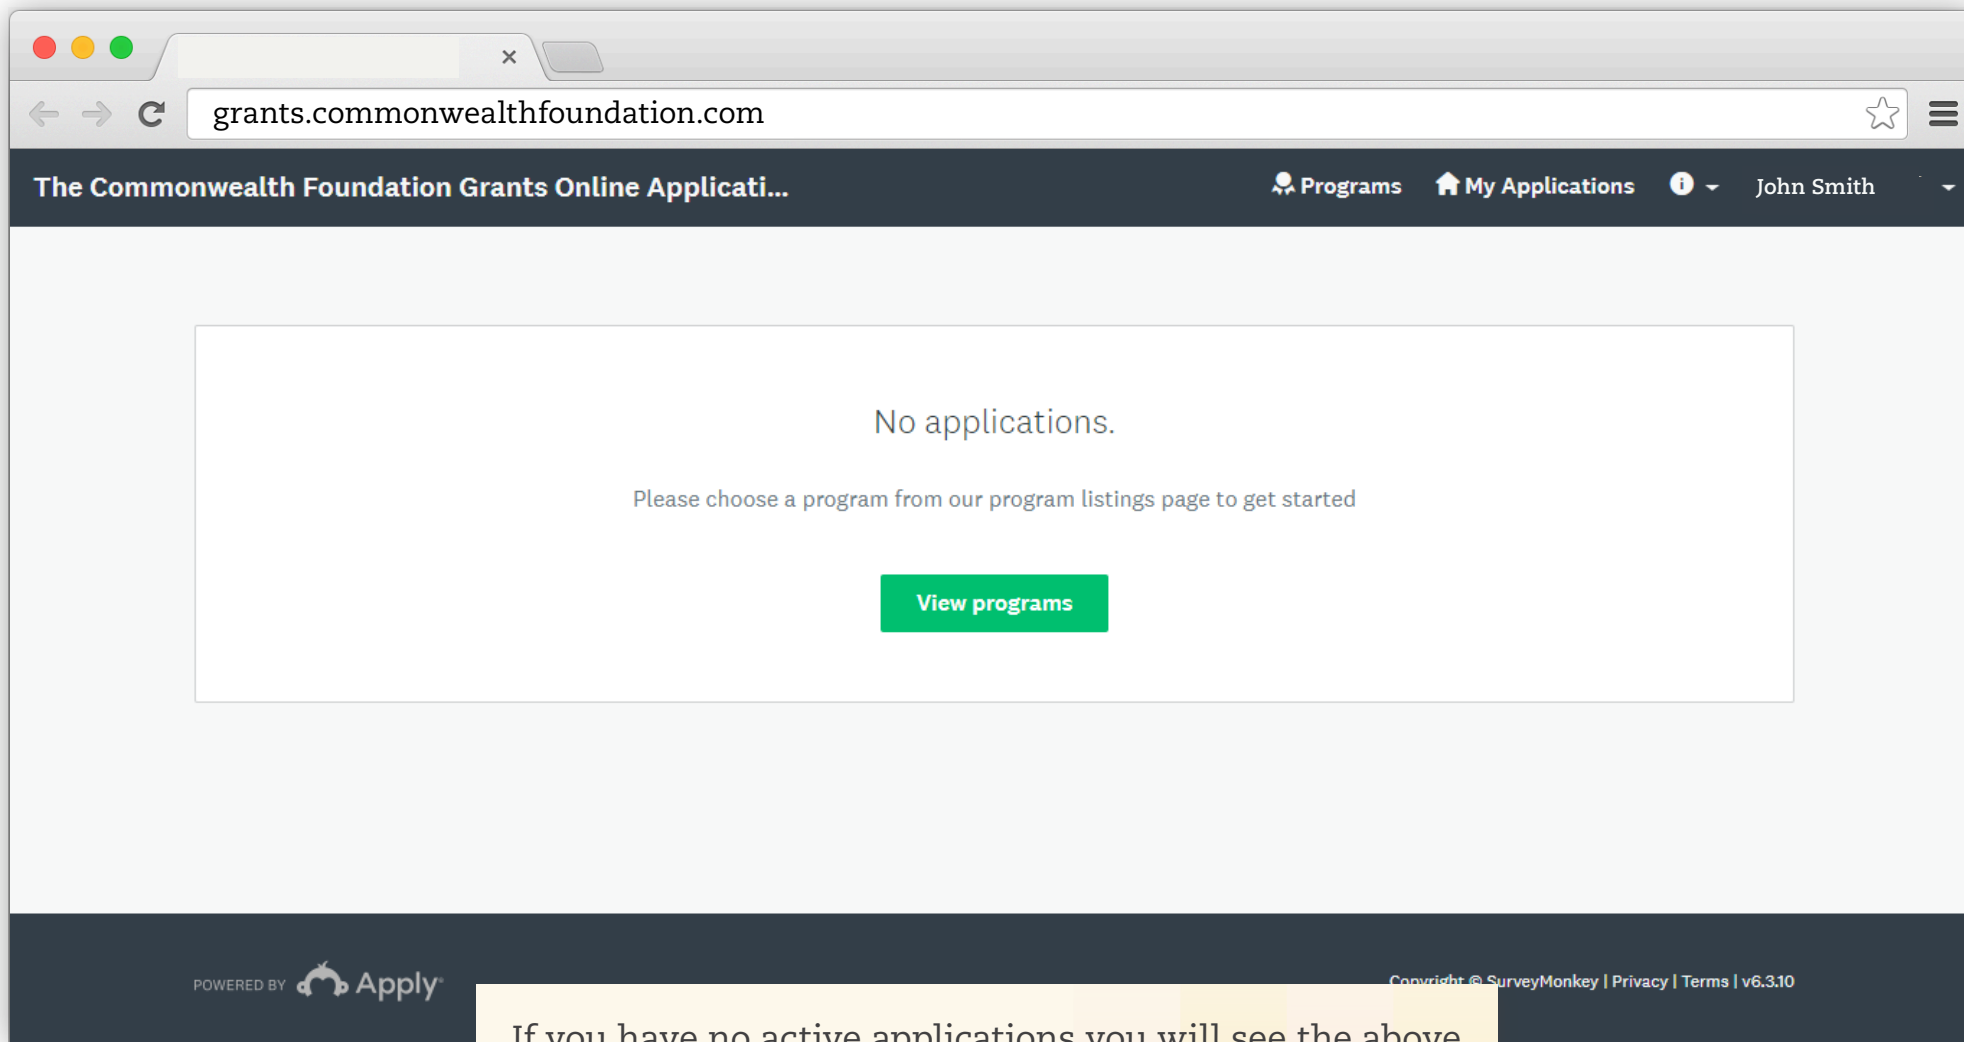 grants.commonwealthfoundation.com
The Commonwealth Foundation Grants Online Applicati...
Programs My Applications John Smith
No applications.
Please choose a program from our program listings page to get started
View programs
POWERED BY Apply
Copyright © SurveyMonkey | Privacy | Terms | v6.3.10
If you have no active applications you will see the above